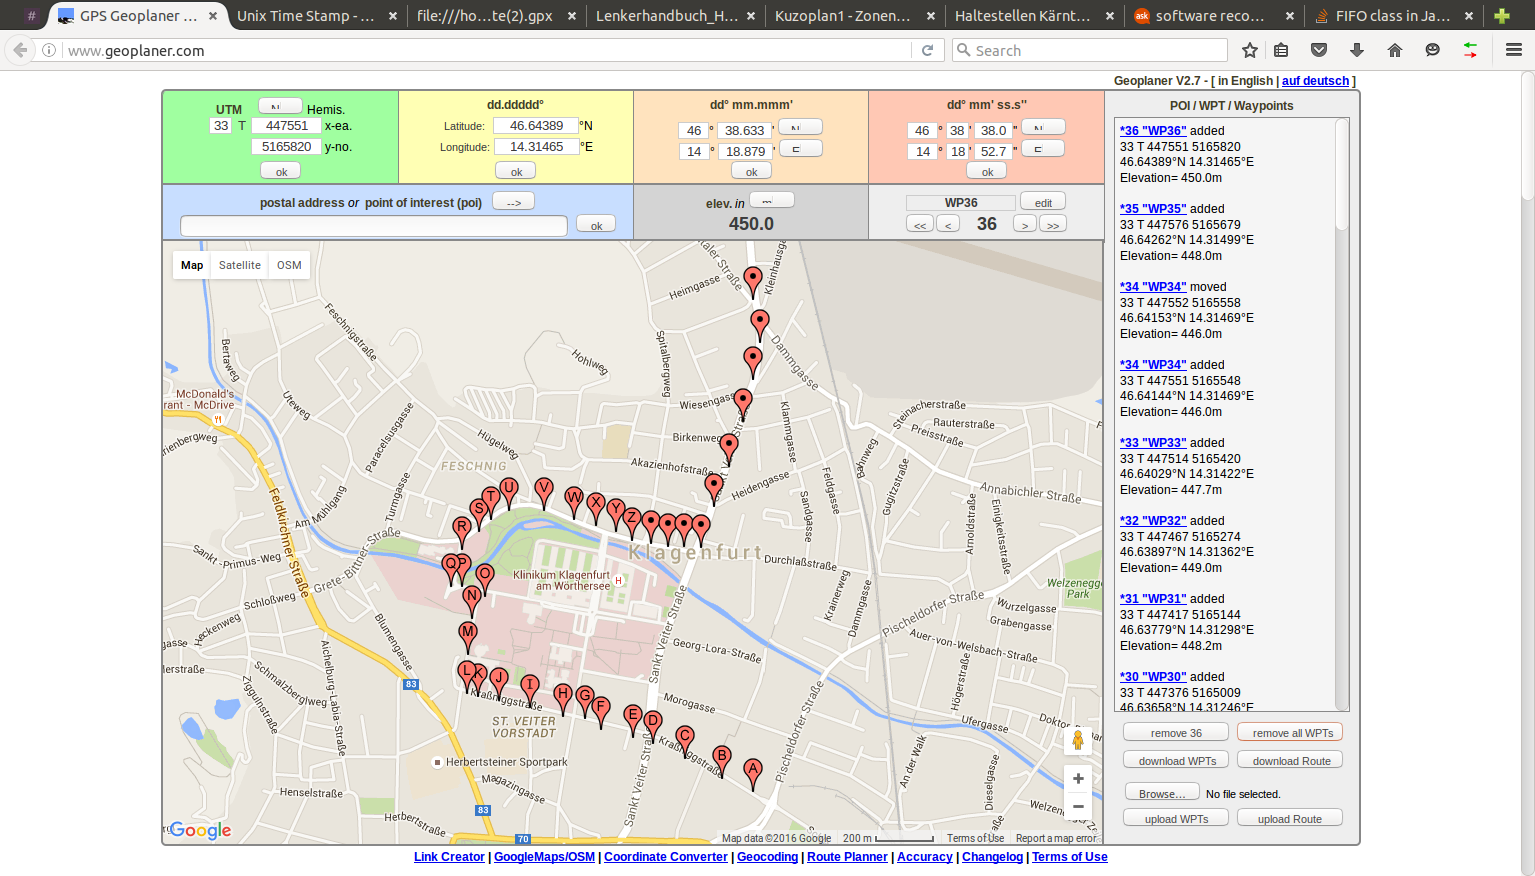 GPS Geoplaner ...
Unix Time Stamp - ...
file:///ho...te(2).gpx
Lenkerhandbuch_H...
Kuzoplan1 - Zonen...
Haltestellen Kärnt...
ask software reco...
FIFO class in Ja...
www.geoplaner.com
Search
Geoplaner V2.7 - [ in English | auf deutsch ]
UTM Hemis.
33 T 447551 x-ea.
5165820 y-no.
ok
dd.ddddd°
Latitude: 46.64389 °N
Longitude: 14.31465 °E
ok
dd° mm.mmm'
46 ° 38.633 '
14 ° 18.879 '
ok
dd° mm' ss.s''
46 ° 38 ' 38.0 "
14 ° 18 ' 52.7 "
ok
postal address or point of interest (poi) -->
ok
elev. in
450.0
WP36 edit
<< < 36 > >>
POI / WPT / Waypoints
*36 "WP36" added
33 T 447551 5165820
46.64389°N 14.31465°E
Elevation= 450.0m
*35 "WP35" added
33 T 447576 5165679
46.64262°N 14.31499°E
Elevation= 448.0m
*34 "WP34" moved
33 T 447552 5165558
46.64153°N 14.31469°E
Elevation= 446.0m
*34 "WP34" added
33 T 447551 5165548
46.64144°N 14.31469°E
Elevation= 446.0m
*33 "WP33" added
33 T 447514 5165420
46.64029°N 14.31422°E
Elevation= 447.7m
*32 "WP32" added
33 T 447467 5165274
46.63897°N 14.31362°E
Elevation= 449.0m
*31 "WP31" added
33 T 447417 5165144
46.63779°N 14.31298°E
Elevation= 448.2m
*30 "WP30" added
33 T 447376 5165009
46.63658°N 14.31246°E
remove 36
remove all WPTs
download WPTs
download Route
Browse...
No file selected.
upload WPTs
upload Route
Map
Satellite
OSM
Heimgasse
Kleinhausga
Feschnigstraße
Bertaweg
Spitalbergweg
Hohlweg
Dammgasse
McDonald's
rant - McDrive
Uteweg
Wiesengass
Steinacherstraße
Rauterstraße
Preisstraße
Paracelsusgasse
Hügelweg
Birkenweg
Klammgasse
FESCHNIG
Akazienhofstraße
Bahnweg
Heidengasse
Feldgasse
Gugitzstraße
Annabichler Straße
Turmgasse
Am Mühlgang
Feldkirchner Straße
Sandgasse
Arnoldstraße
Einigkeitsstraße
Klagenfurt
Sankt-Primus-Weg
Grete-Bittner-Straße
Durchlaßstraße
Klinikum Klagenfurt
am Wörthersee
H
Krainerweg
Dammgasse
Welzenegge
Park
Schloßweg
Pischeldorfer Straße
Wurzelgasse
Grabengasse
Heckenweg
Blumengasse
Sankt Veiter Straße
Georg-Lora-Straße
Auer-von-Welsbach-Straße
Aichelburg-Labia-Straße
Schmalzbergweg
Ziggulnstraße
83
Kraßniggstraße
Morogasse
Pischeldorfer Straße
Högerstraße
Ufergasse
ST. VEITER
VORSTADT
Kraßniggstraße
Herbertsteiner Sportpark
An der Walk
Sankt Veiter Straße
Magazingasse
Henselstraße
Dieselgasse
83
Herbertstraße
70
A
B
C
D
E
F
G
H
I
J
K
L
M
N
O
P
Q
R
S
T
U
V
W
X
Y
Z
+
−
Google
Map data ©2016 Google
200 m
Terms of Use
Report a map error
Link Creator | GoogleMaps/OSM | Coordinate Converter | Geocoding | Route Planner | Accuracy | Changelog | Terms of Use